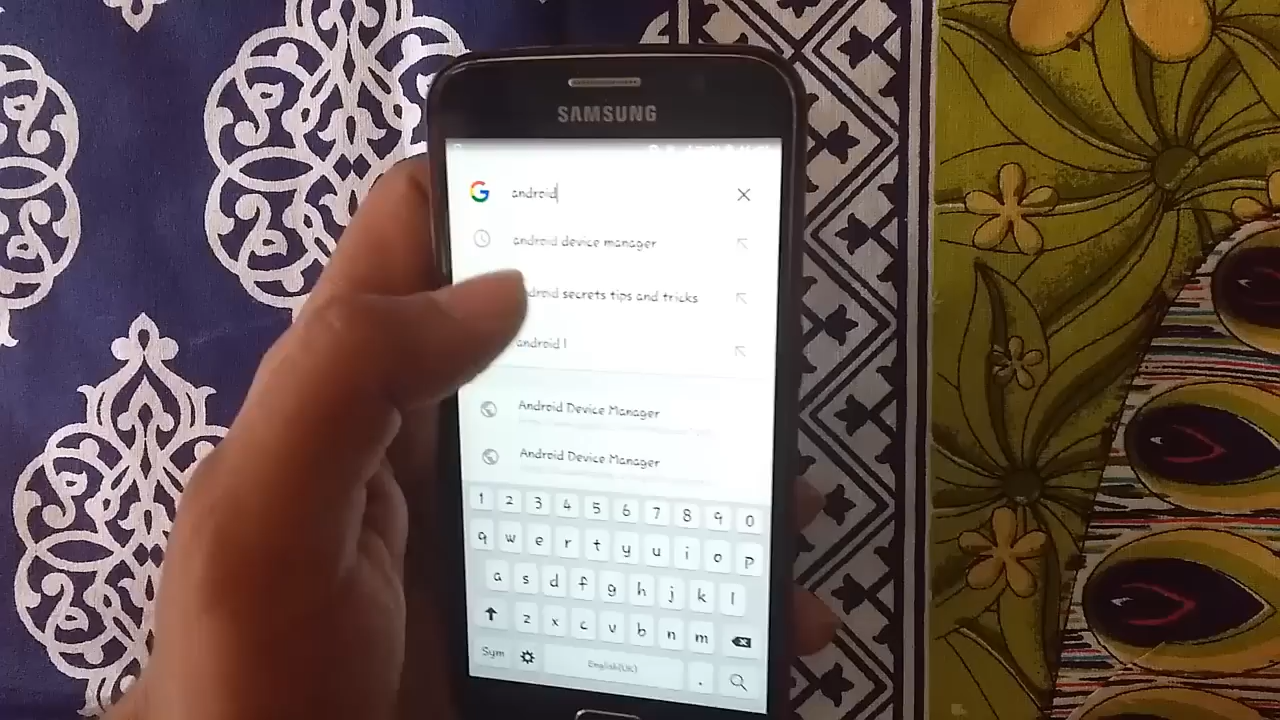 SAMSUNG
android
android device manager
secrets tips and tricks
android l
Android Device Manager
Android Device Manager
1 2 3 4 5 6 7 8 9 0
q w e r t y u i o p
a s d f g h j k l
z x c v b n m
Sym English(UK) .